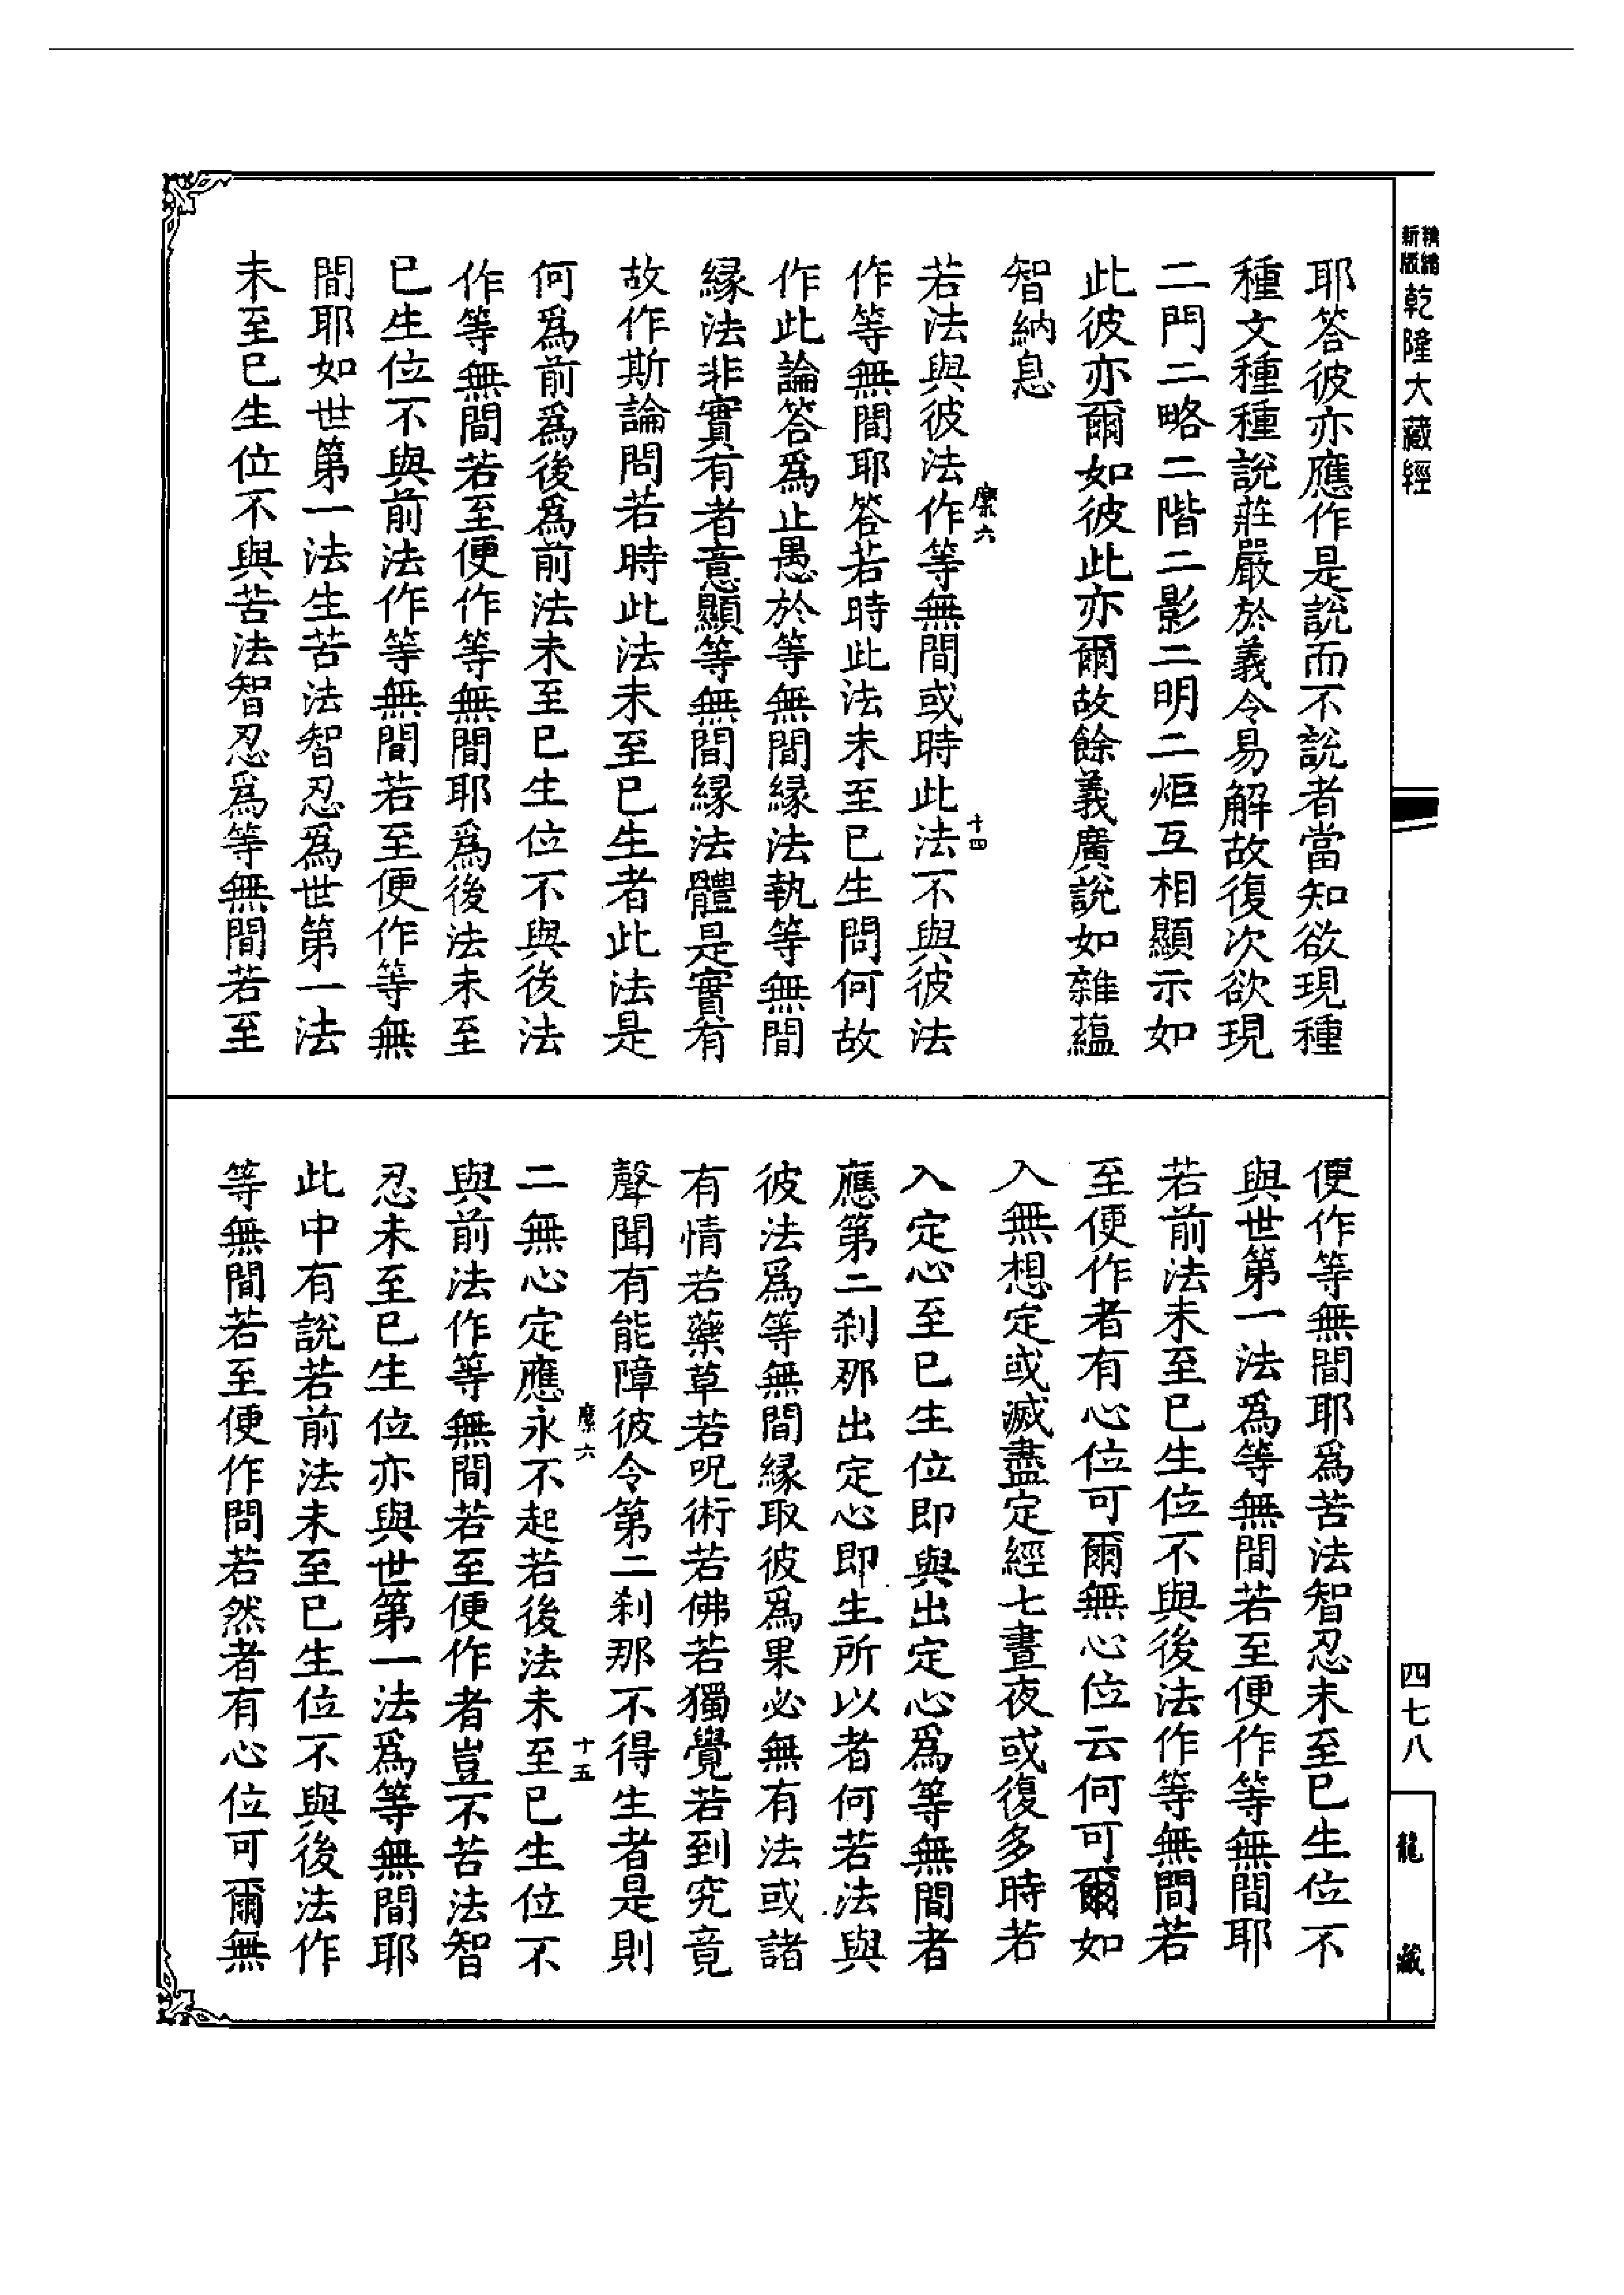 精縮新版乾隆大藏經
耶答彼亦應作是說而不說者當知欲現種
種文種種說莊嚴於義令易解故復次欲現
二門二略二階二影二明二炬互相顯示如
此彼亦爾如彼此亦爾故餘義廣說如雜蘊
智納息
縻六
十四
若法與彼法作等無間或時此法不與彼法
作等無間耶答若時此法未至已生問何故
作此論答為止愚於等無間緣法執等無間
緣法非實有者意顯等無間緣法體是實有
故作斯論問若時此法未至已生者此法是
何為前為後為前法未至已生位不與後法
作等無間若至便作等無間耶為後法未至
已生位不與前法作等無間若至便作等無
間耶如世第一法生苦法智忍為世第一法
未至已生位不與苦法智忍為等無間若至
便作等無間耶為苦法智忍未至已生位不
與世第一法為等無間若至便作等無間耶
若前法未至已生位不與後法作等無間若
至便作者有心位可爾無心位云何可爾如
入無想定或滅盡定經七晝夜或復多時若
入定心至已生位即與出定心為等無間者
應第二剎那出定心即生所以者何若法與
彼法為等無間緣取彼為果必無有法或諸
有情若藥草若呪術若佛若獨覺若到究竟
聲聞有能障彼令第二剎那不得生者是則
縻六
十五
二無心定應永不起若後法未至已生位不
與前法作等無間若至便作者豈不苦法智
忍未至已生位亦與世第一法為等無間耶
此中有說若前法未至已生位不與後法作
等無間若至便作問若然者有心位可爾無
四七八
龍藏